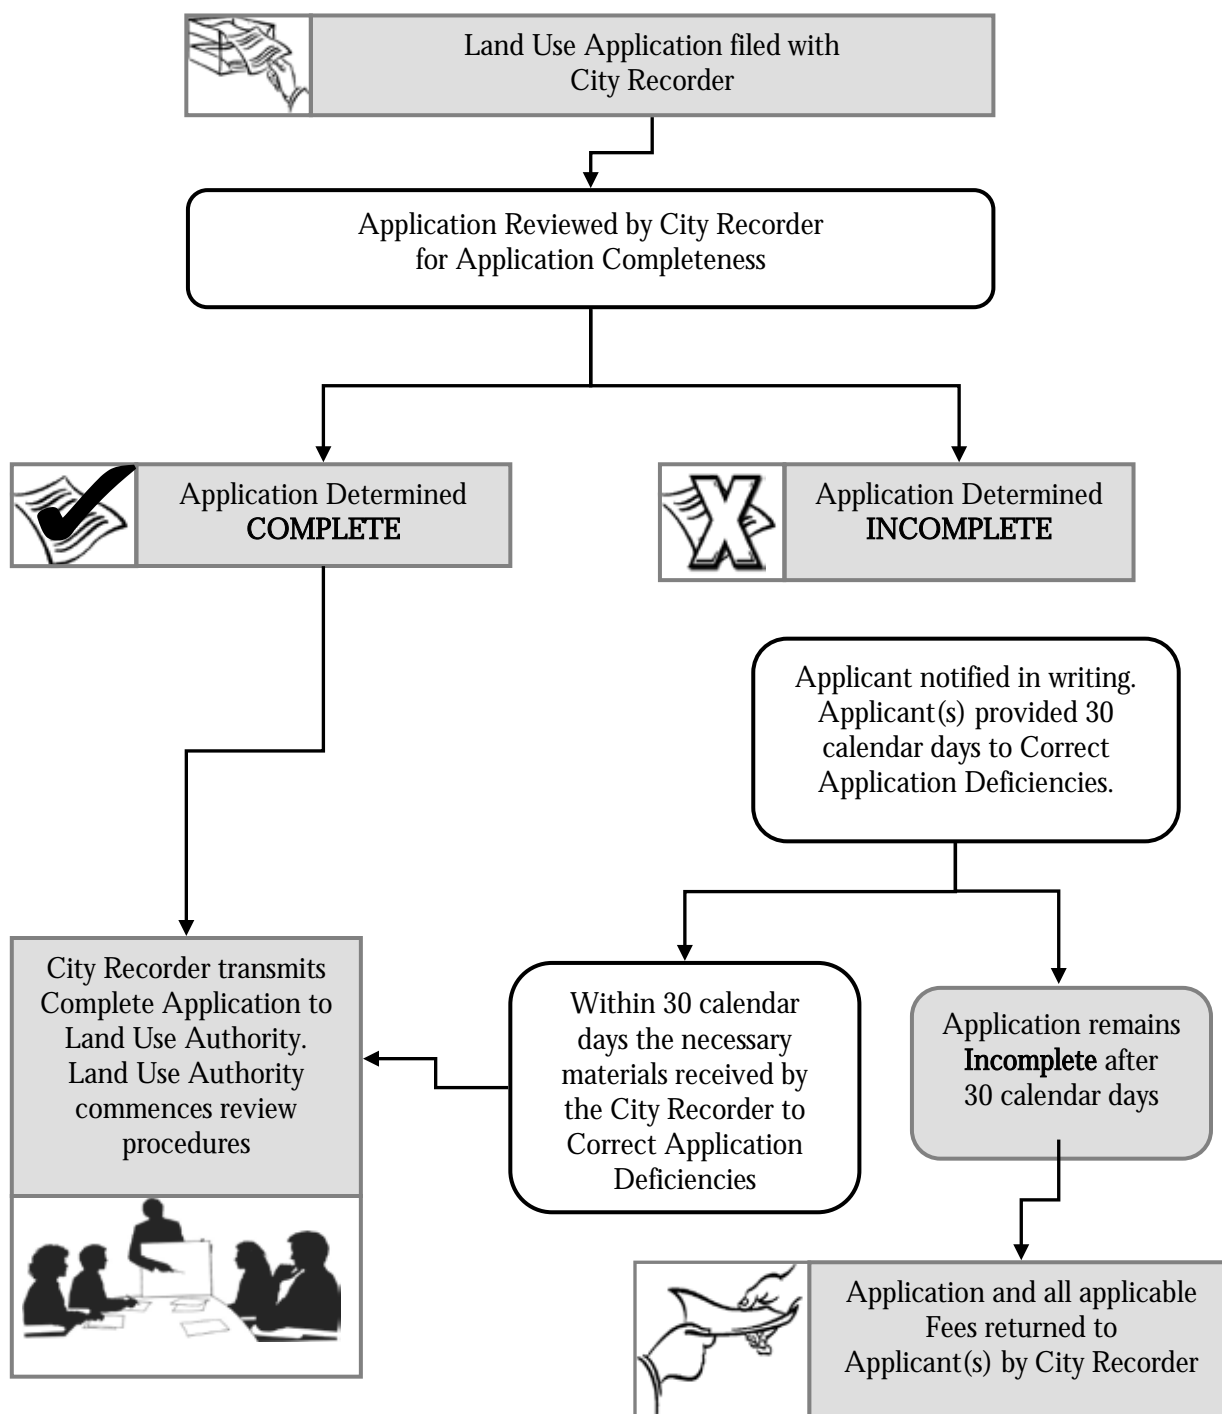 Land Use Application filed with
City Recorder
Application Reviewed by City Recorder
for Application Completeness
Application Determined
COMPLETE
Application Determined
INCOMPLETE
Applicant notified in writing.
Applicant(s) provided 30
calendar days to Correct
Application Deficiencies.
City Recorder transmits
Complete Application to
Land Use Authority.
Land Use Authority
commences review
procedures
Within 30 calendar
days the necessary
materials received by
the City Recorder to
Correct Application
Deficiencies
Application remains
Incomplete after
30 calendar days
Application and all applicable
Fees returned to
Applicant(s) by City Recorder